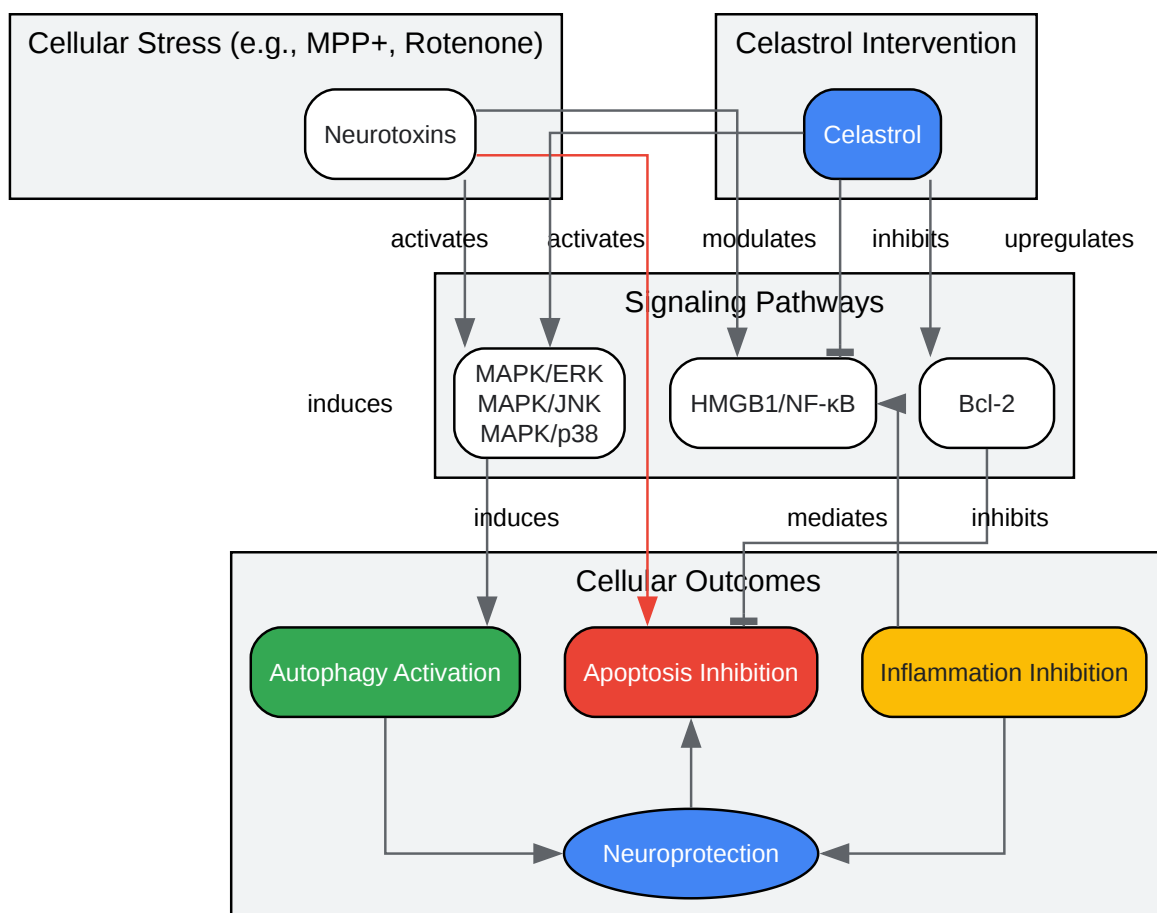 Cellular Stress (e.g., MPP+, Rotenone)
Celastrol Intervention
Neurotoxins
Celastrol
activates
activates
modulates
inhibits
upregulates
Signaling Pathways
MAPK/ERK
MAPK/JNK
MAPK/p38
HMGB1/NF-κB
Bcl-2
induces
induces
mediates
inhibits
Cellular Outcomes
Autophagy Activation
Apoptosis Inhibition
Inflammation Inhibition
Neuroprotection